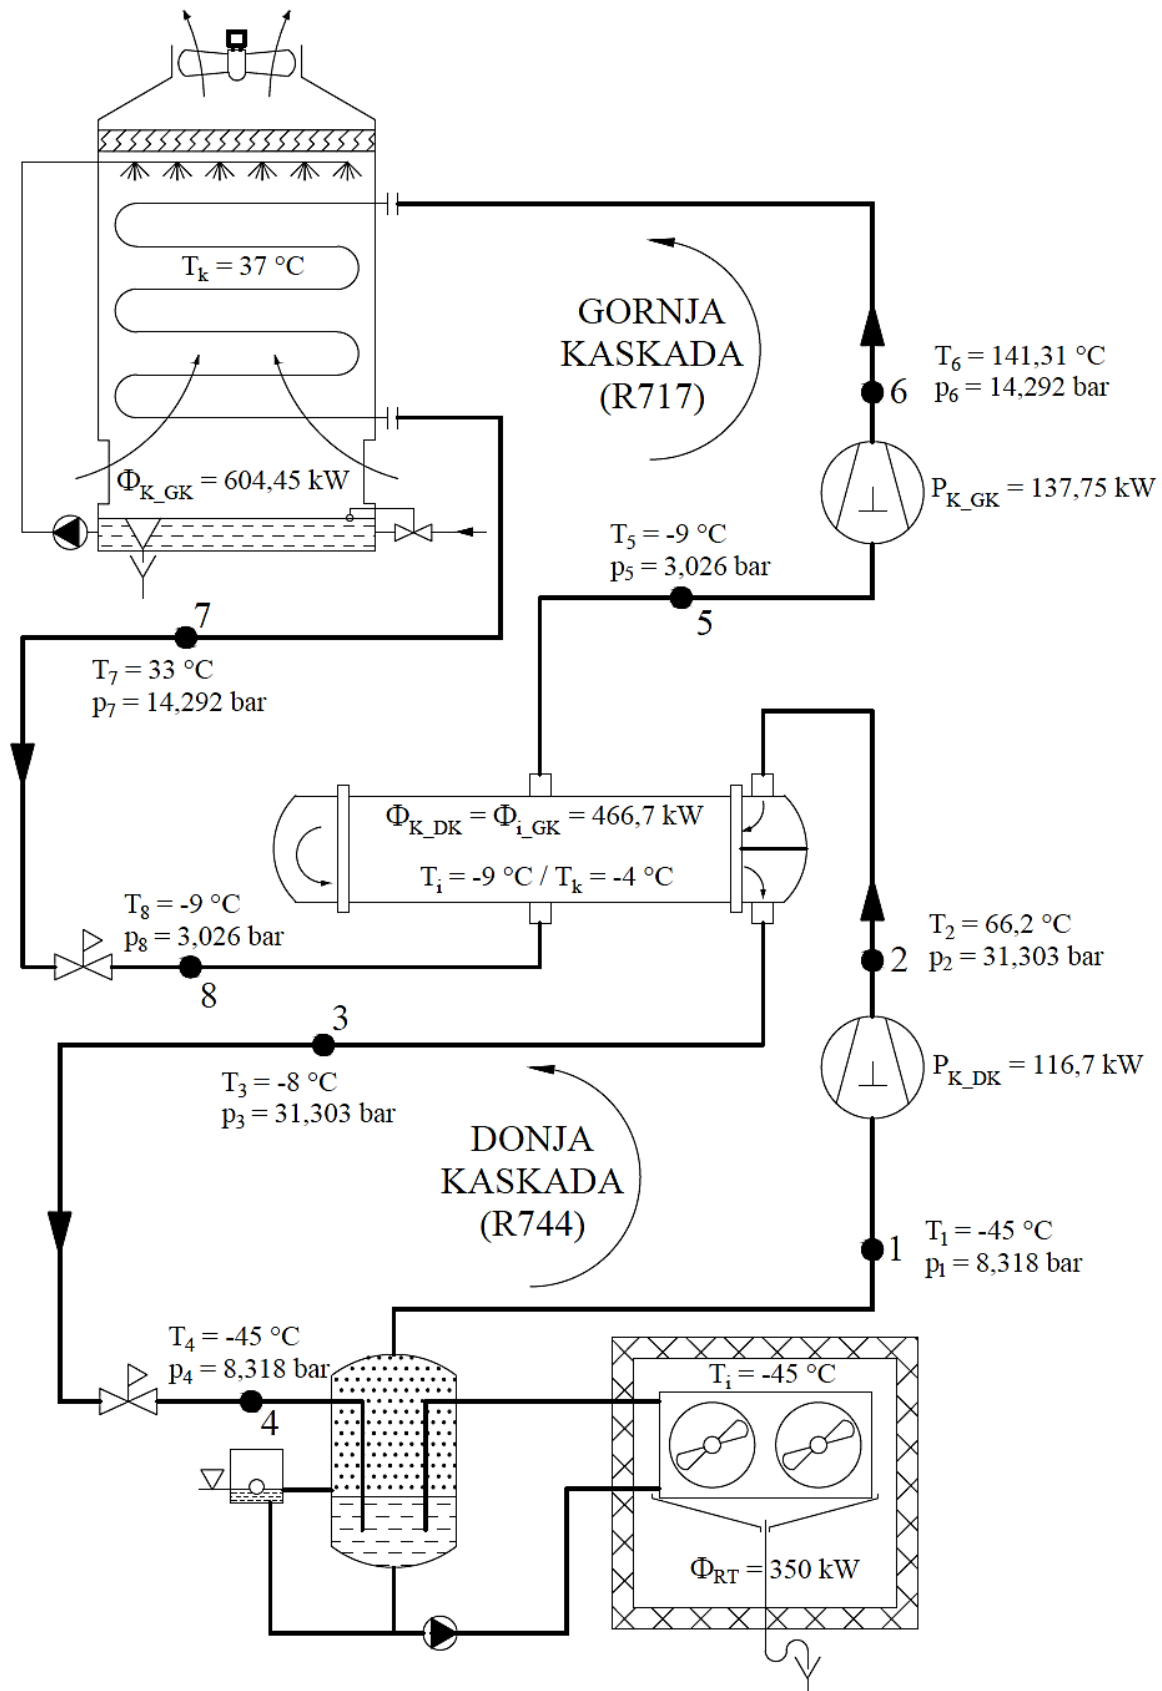 T_k = 37 °C
GORNJA
KASKADA
(R717)
T_6 = 141,31 °C
p_6 = 14,292 bar
6
Φ_K_GK = 604,45 kW
P_K_GK = 137,75 kW
T_5 = -9 °C
p_5 = 3,026 bar
5
7
T_7 = 33 °C
p_7 = 14,292 bar
Φ_K_DK = Φ_i_GK = 466,7 kW
T_i = -9 °C / T_k = -4 °C
T_8 = -9 °C
p_8 = 3,026 bar
8
T_2 = 66,2 °C
p_2 = 31,303 bar
2
3
T_3 = -8 °C
p_3 = 31,303 bar
P_K_DK = 116,7 kW
DONJA
KASKADA
(R744)
1
T_1 = -45 °C
p_1 = 8,318 bar
T_4 = -45 °C
p_4 = 8,318 bar
4
T_i = -45 °C
Φ_RT = 350 kW